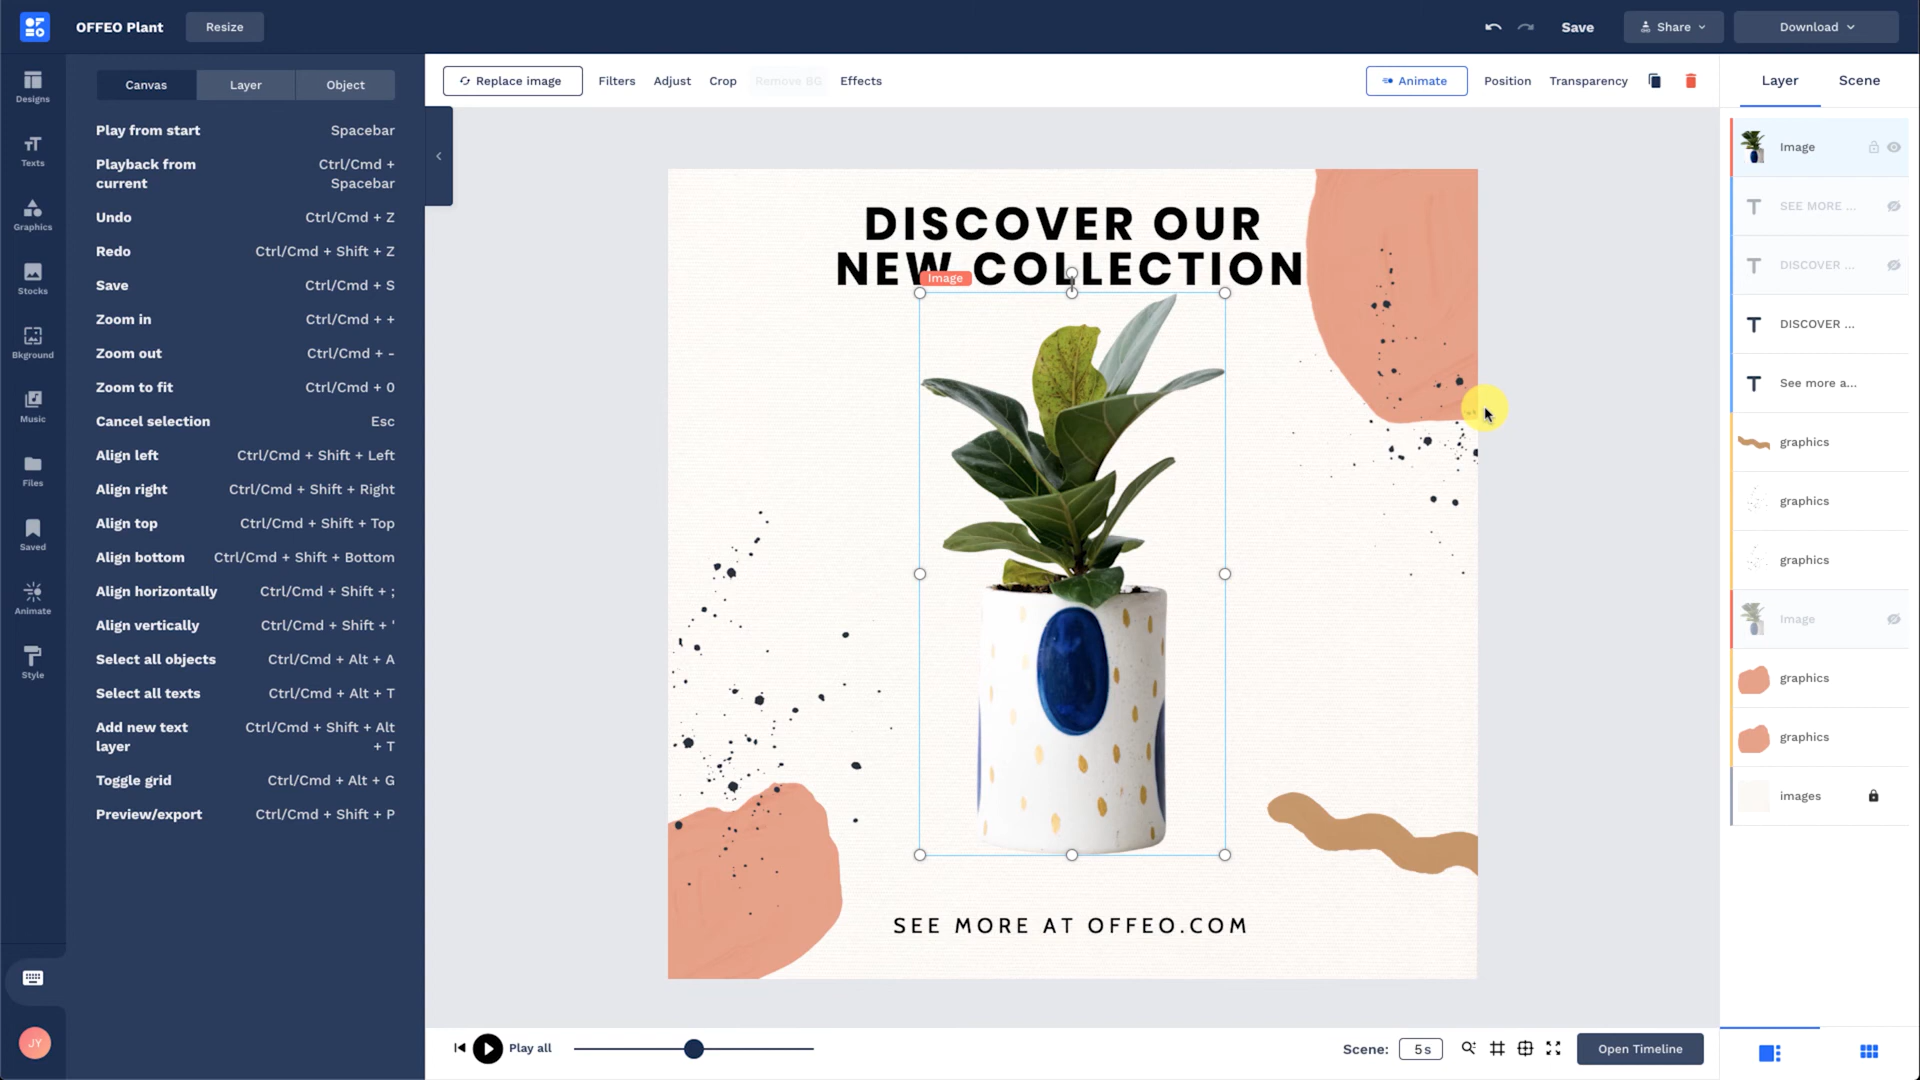 OFFEO Plant
Resize
Save
Share
Download
Designs
Texts
Graphics
Stocks
Bkground
Music
Files
Saved
Animate
Style
JY
Canvas
Layer
Object
Play from start Spacebar
Playback from Ctrl/Cmd +
current Spacebar
Undo Ctrl/Cmd + Z
Redo Ctrl/Cmd + Shift + Z
Save Ctrl/Cmd + S
Zoom in Ctrl/Cmd + +
Zoom out Ctrl/Cmd + -
Zoom to fit Ctrl/Cmd + 0
Cancel selection Esc
Align left Ctrl/Cmd + Shift + Left
Align right Ctrl/Cmd + Shift + Right
Align top Ctrl/Cmd + Shift + Top
Align bottom Ctrl/Cmd + Shift + Bottom
Align horizontally Ctrl/Cmd + Shift + ;
Align vertically Ctrl/Cmd + Shift + '
Select all objects Ctrl/Cmd + Alt + A
Select all texts Ctrl/Cmd + Alt + T
Add new text Ctrl/Cmd + Shift + Alt
layer + T
Toggle grid Ctrl/Cmd + Alt + G
Preview/export Ctrl/Cmd + Shift + P
Replace image
Filters
Adjust
Crop
Remove BG
Effects
Animate
Position
Transparency
DISCOVER OUR
NEW COLLECTION
Image
SEE MORE AT OFFEO.COM
Play all
Scene: 5 s
Open Timeline
Layer
Scene
Image
SEE MORE ...
DISCOVER ...
DISCOVER ...
See more a...
graphics
graphics
graphics
Image
graphics
graphics
images